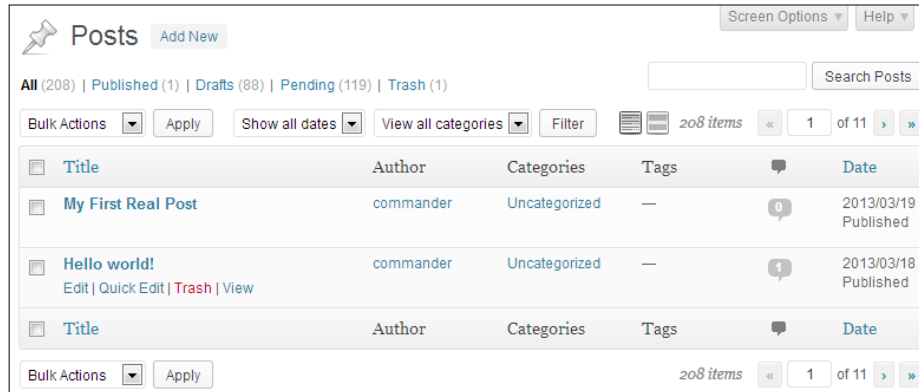 Screen Options Help
Posts Add New
All (208) | Published (1) | Drafts (88) | Pending (119) | Trash (1) Search Posts
Bulk Actions Apply Show all dates View all categories Filter 208 items « 1 of 11 › »
Title Author Categories Tags Date
My First Real Post commander Uncategorized — 0 2013/03/19
Published
Hello world! commander Uncategorized — 1 2013/03/18
Edit | Quick Edit | Trash | View Published
Title Author Categories Tags Date
Bulk Actions Apply 208 items « 1 of 11 › »